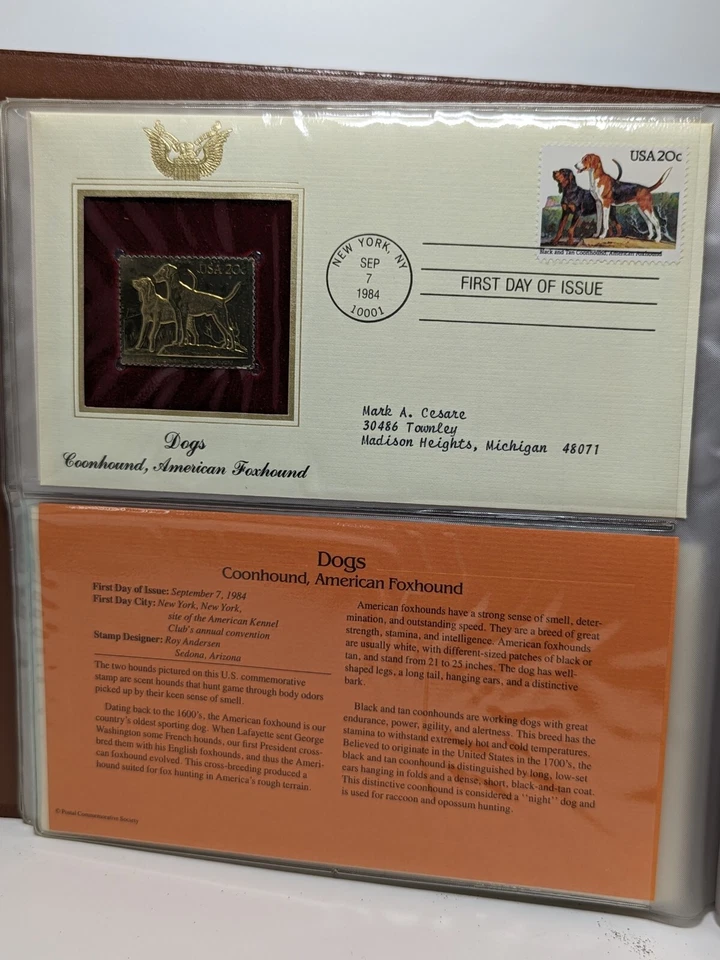 USA 20c
Black and Tan Coonhound, American Foxhound
USA 20c
NEW YORK, NY
SEP
7
1984
10001
FIRST DAY OF ISSUE
Mark A. Cesare
30486 Townley
Madison Heights, Michigan 48071
Dogs
Coonhound, American Foxhound
Dogs
Coonhound, American Foxhound
First Day of Issue: September 7, 1984
First Day City: New York, New York,
site of the American Kennel
Club's annual convention
Stamp Designer: Roy Andersen
Sedona, Arizona
The two hounds pictured on this U.S. commemorative
stamp are scent hounds that hunt game through body odors
picked up by their keen sense of smell.
Dating back to the 1600's, the American foxhound is our
country's oldest sporting dog. When Lafayette sent George
Washington some French hounds, our first President cross-
bred them with his English foxhounds, and thus the Ameri-
can foxhound evolved. This cross-breeding produced a
hound suited for fox hunting in America's rough terrain.
American foxhounds have a strong sense of smell, deter-
mination, and outstanding speed. They are a breed of great
strength, stamina, and intelligence. American foxhounds
are usually white, with different-sized patches of black or
tan, and stand from 21 to 25 inches. The dog has well-
shaped legs, a long tail, hanging ears, and a distinctive
bark.
Black and tan coonhounds are working dogs with great
endurance, power, agility, and alertness. This breed has the
stamina to withstand extremely hot and cold temperatures.
Believed to originate in the United States in the 1700's, the
black and tan coonhound is distinguished by long, low-set
ears hanging in folds and a dense, short, black-and-tan coat.
This distinctive coonhound is considered a "night" dog and
is used for raccoon and opossum hunting.
© Postal Commemorative Society